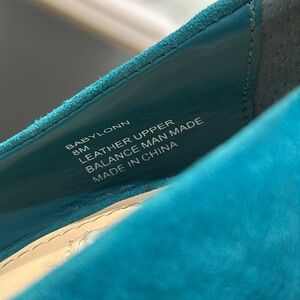 BABYLONN
8M
LEATHER UPPER
BALANCE MAN MADE
MADE IN CHINA